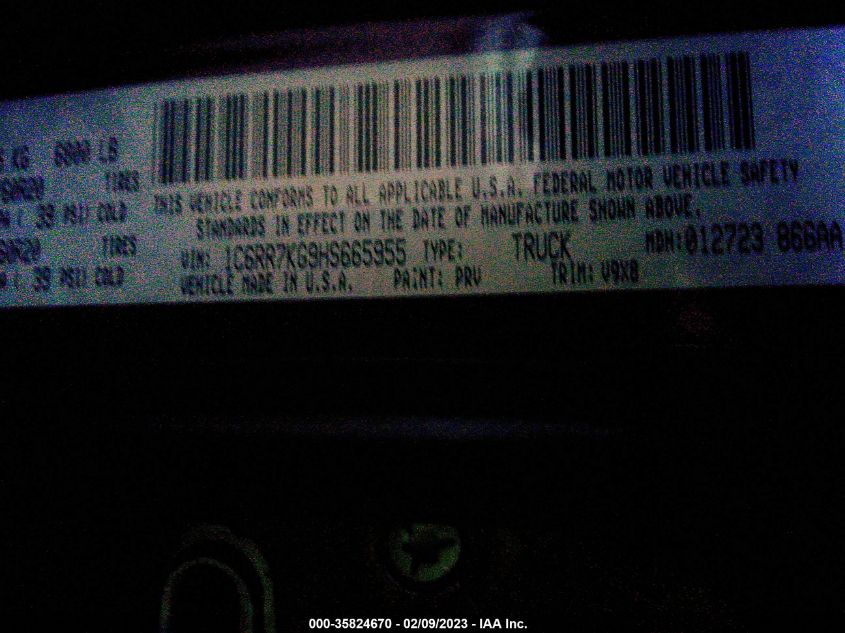 KG 6000 LB
TIRES
( 39 PSI) COLD
TIRES
( 39 PSI) COLD
THIS VEHICLE CONFORMS TO ALL APPLICABLE U.S.A. FEDERAL MOTOR VEHICLE SAFETY
STANDARDS IN EFFECT ON THE DATE OF MANUFACTURE SHOWN ABOVE.
VIN: 1C6RR7KG9HS665955 TYPE: TRUCK MDH:012723 866AA
VEHICLE MADE IN U.S.A. PAINT: PRV TRIM: V9X8
000-35824670 - 02/09/2023 - IAA Inc.